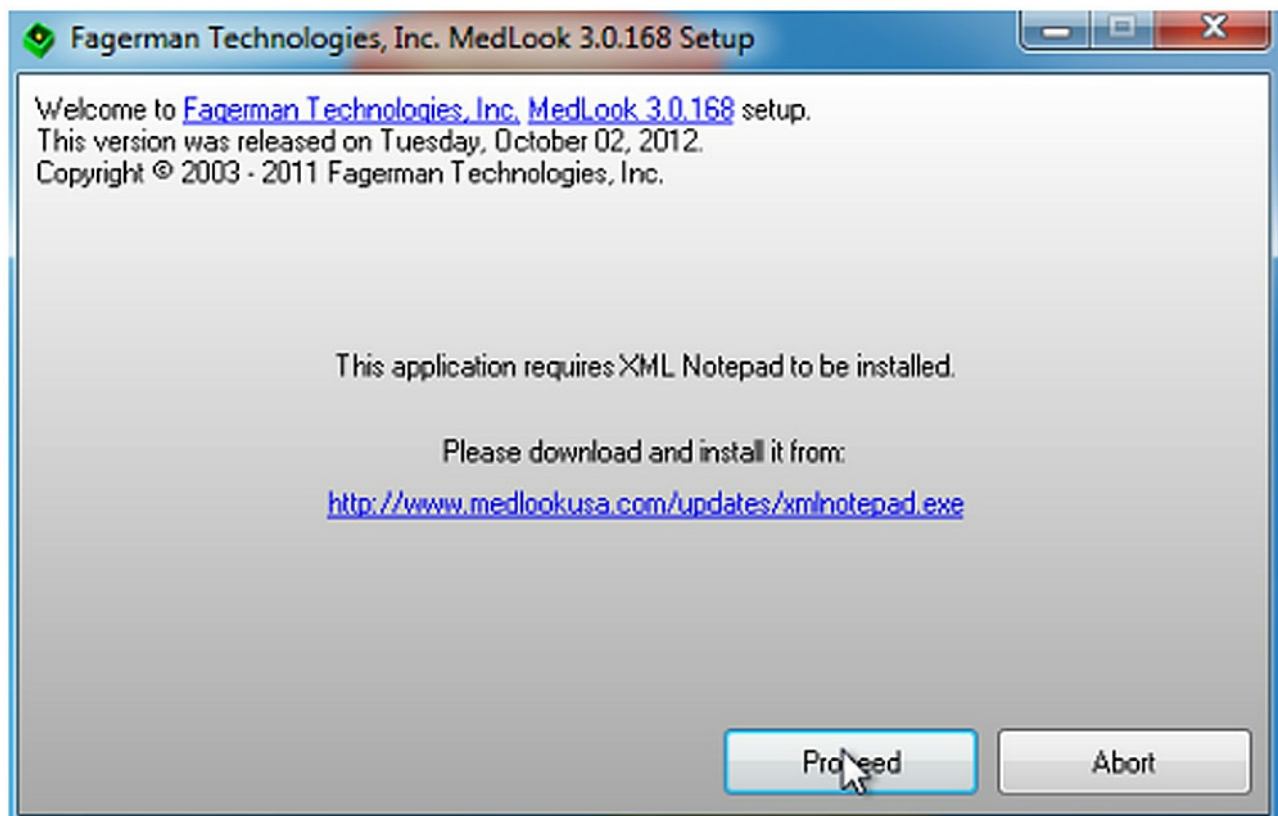 Fagerman Technologies, Inc. MedLook 3.0.168 Setup
Welcome to Fagerman Technologies, Inc. MedLook 3.0.168 setup.
This version was released on Tuesday, October 02, 2012.
Copyright © 2003 - 2011 Fagerman Technologies, Inc.
This application requires XML Notepad to be installed.
Please download and install it from:
http://www.medlookusa.com/updates/xmlnotepad.exe
Proceed Abort